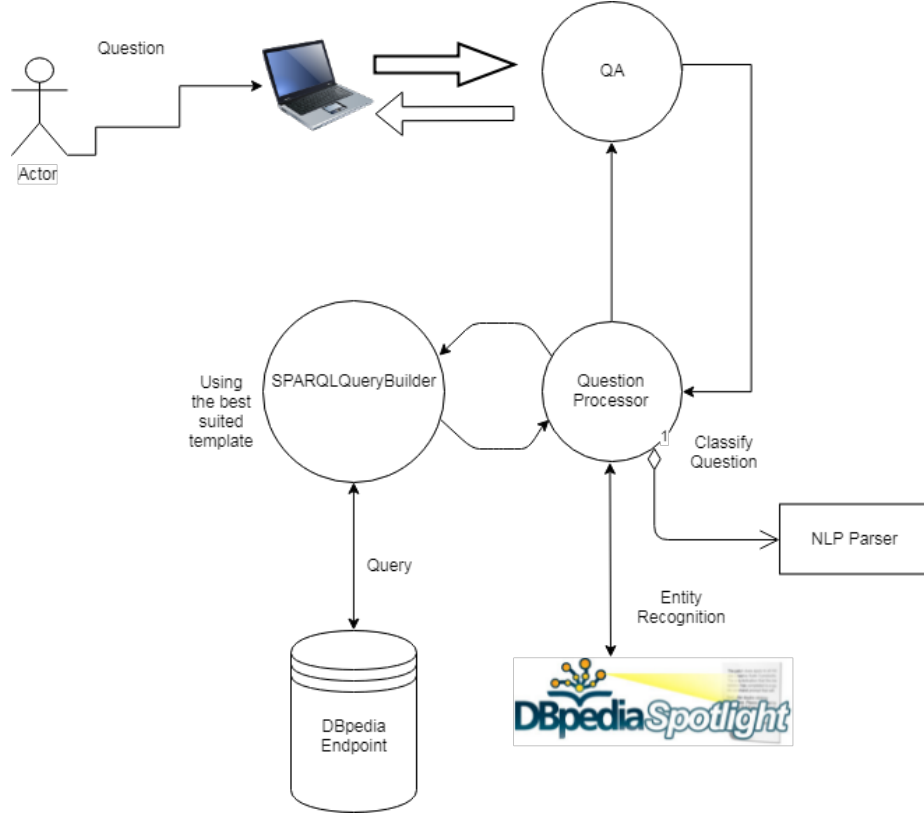 Question
QA
Actor
Using
the best
suited
template
SPARQLQueryBuilder
Question
Processor
1
Classify
Question
NLP Parser
Query
Entity
Recognition
DBpedia
Endpoint
DBpediaSpotlight